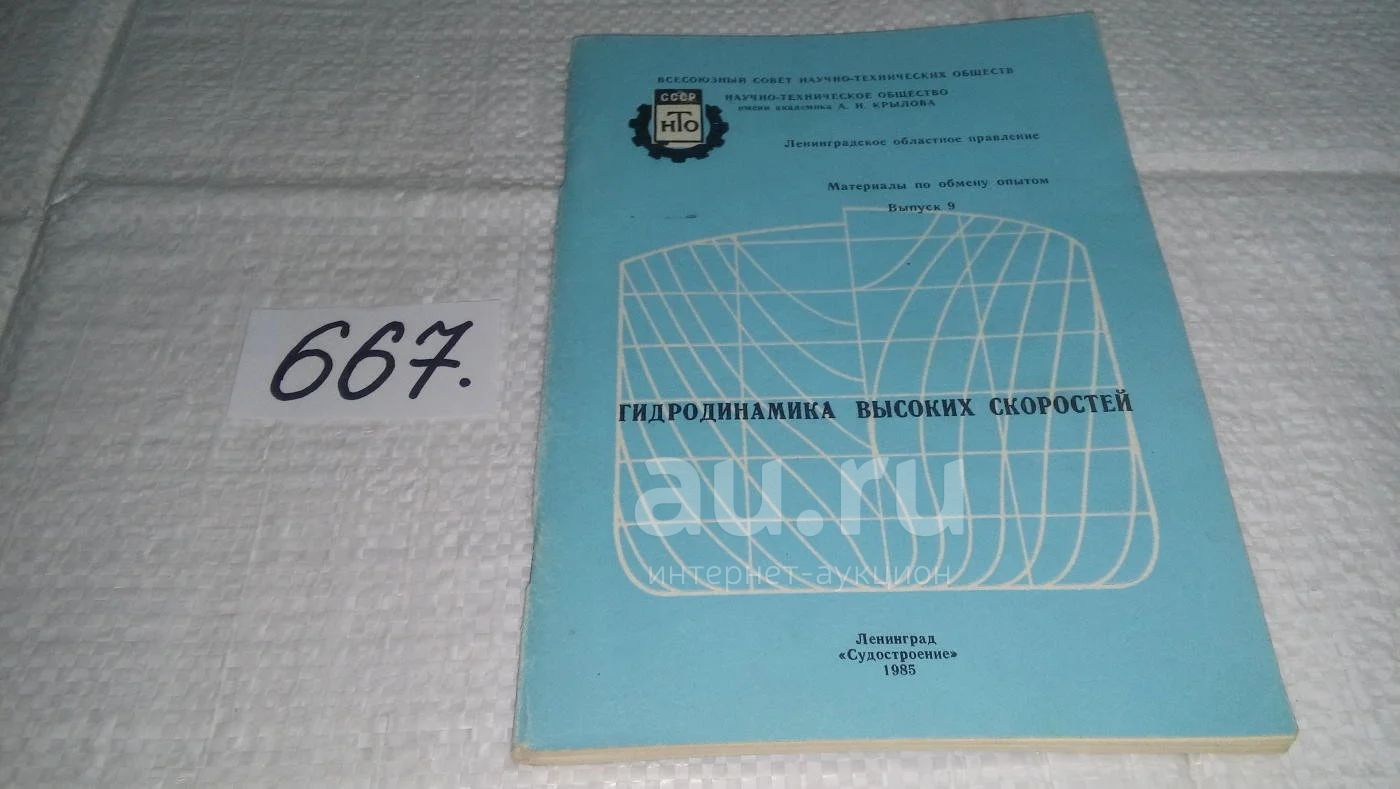 ВСЕСОЮЗНЫЙ СОВЕТ НАУЧНО-ТЕХНИЧЕСКИХ ОБЩЕСТВ
НАУЧНО-ТЕХНИЧЕСКОЕ ОБЩЕСТВО
имени академика А. Н. КРЫЛОВА
СССР
НТО
Ленинградское областное правление
Материалы по обмену опытом
Выпуск 9
667.
ГИДРОДИНАМИКА ВЫСОКИХ СКОРОСТЕЙ
au.ru
интернет-аукцион
Ленинград
«Судостроение»
1985